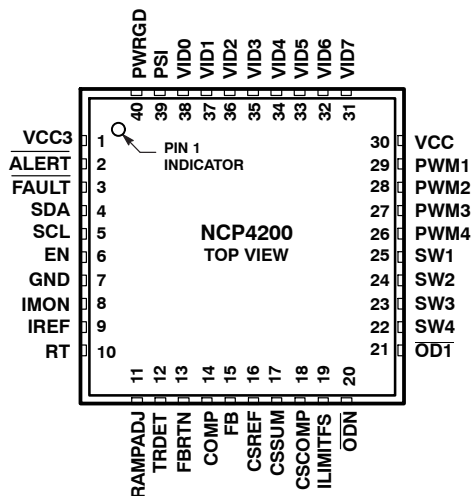 PWRGD PSI VID0 VID1 VID2 VID3 VID4 VID5 VID6 VID7
40 39 38 37 36 35 34 33 32 31
VCC3 1
ALERT 2
FAULT 3
SDA 4
SCL 5
EN 6
GND 7
IMON 8
IREF 9
RT 10
PIN 1
INDICATOR
NCP4200
TOP VIEW
30 VCC
29 PWM1
28 PWM2
27 PWM3
26 PWM4
25 SW1
24 SW2
23 SW3
22 SW4
21 OD1
11 12 13 14 15 16 17 18 19 20
RAMPADJ TRDET FBRTN COMP FB CSREF CSSUM CSCOMP ILIMITFS ODN